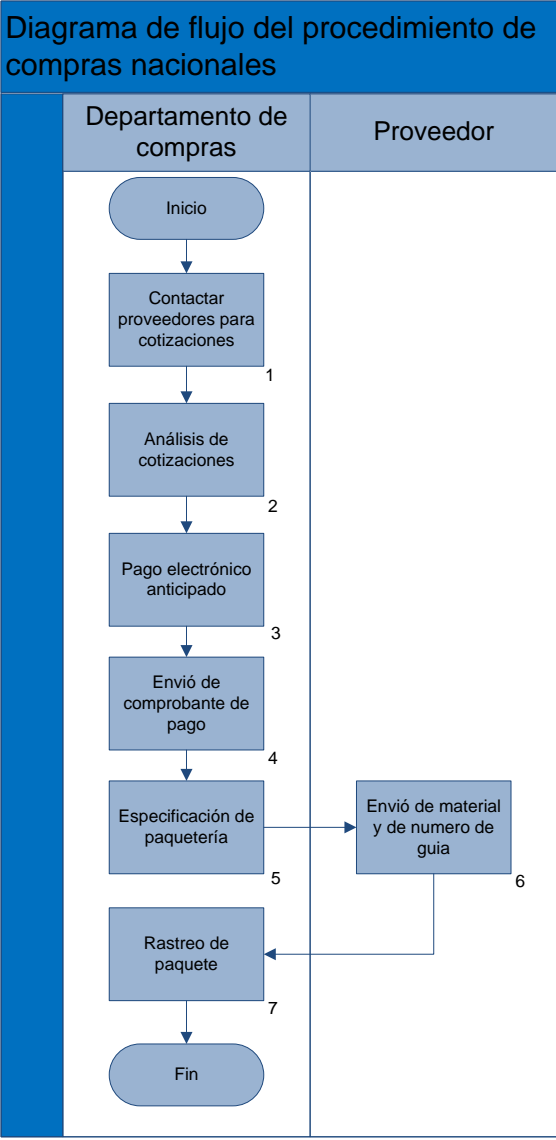 Diagrama de flujo del procedimiento de
compras nacionales
Departamento de
compras
Proveedor
Inicio
Contactar
proveedores para
cotizaciones
1
Análisis de
cotizaciones
2
Pago electrónico
anticipado
3
Envió de
comprobante de
pago
4
Especificación de
paquetería
5
Envió de material
y de numero de
guia
6
Rastreo de
paquete
7
Fin